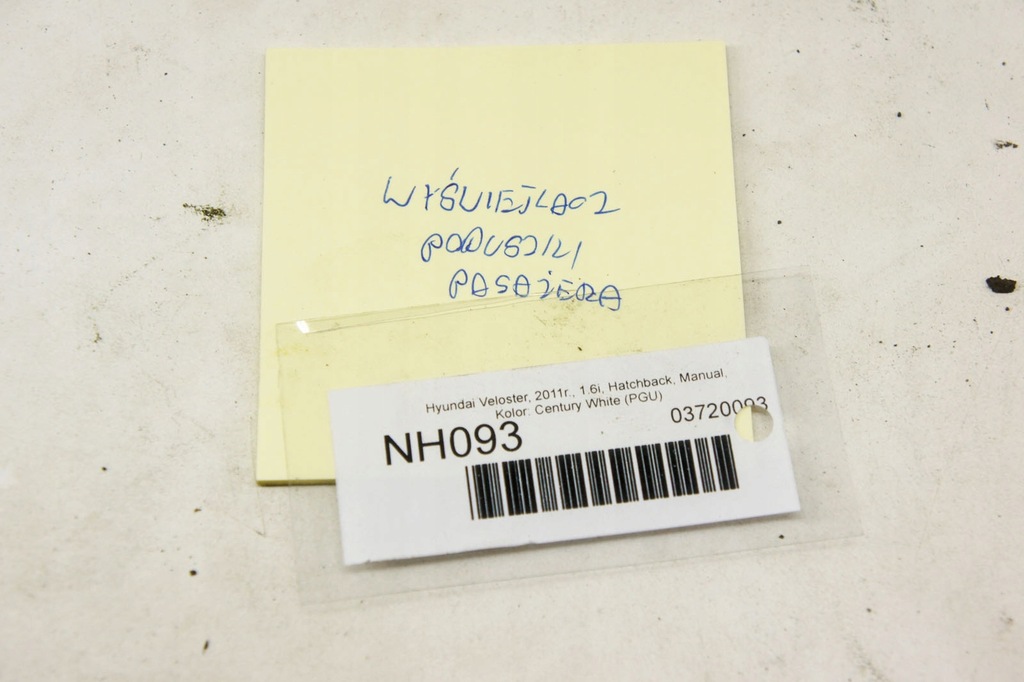 WYŚWIETLACZ
PODUSZKI
PASAŻERA
Hyundai Veloster, 2011r., 1.6i, Hatchback, Manual,
Kolor: Century White (PGU)
NH093
03720093